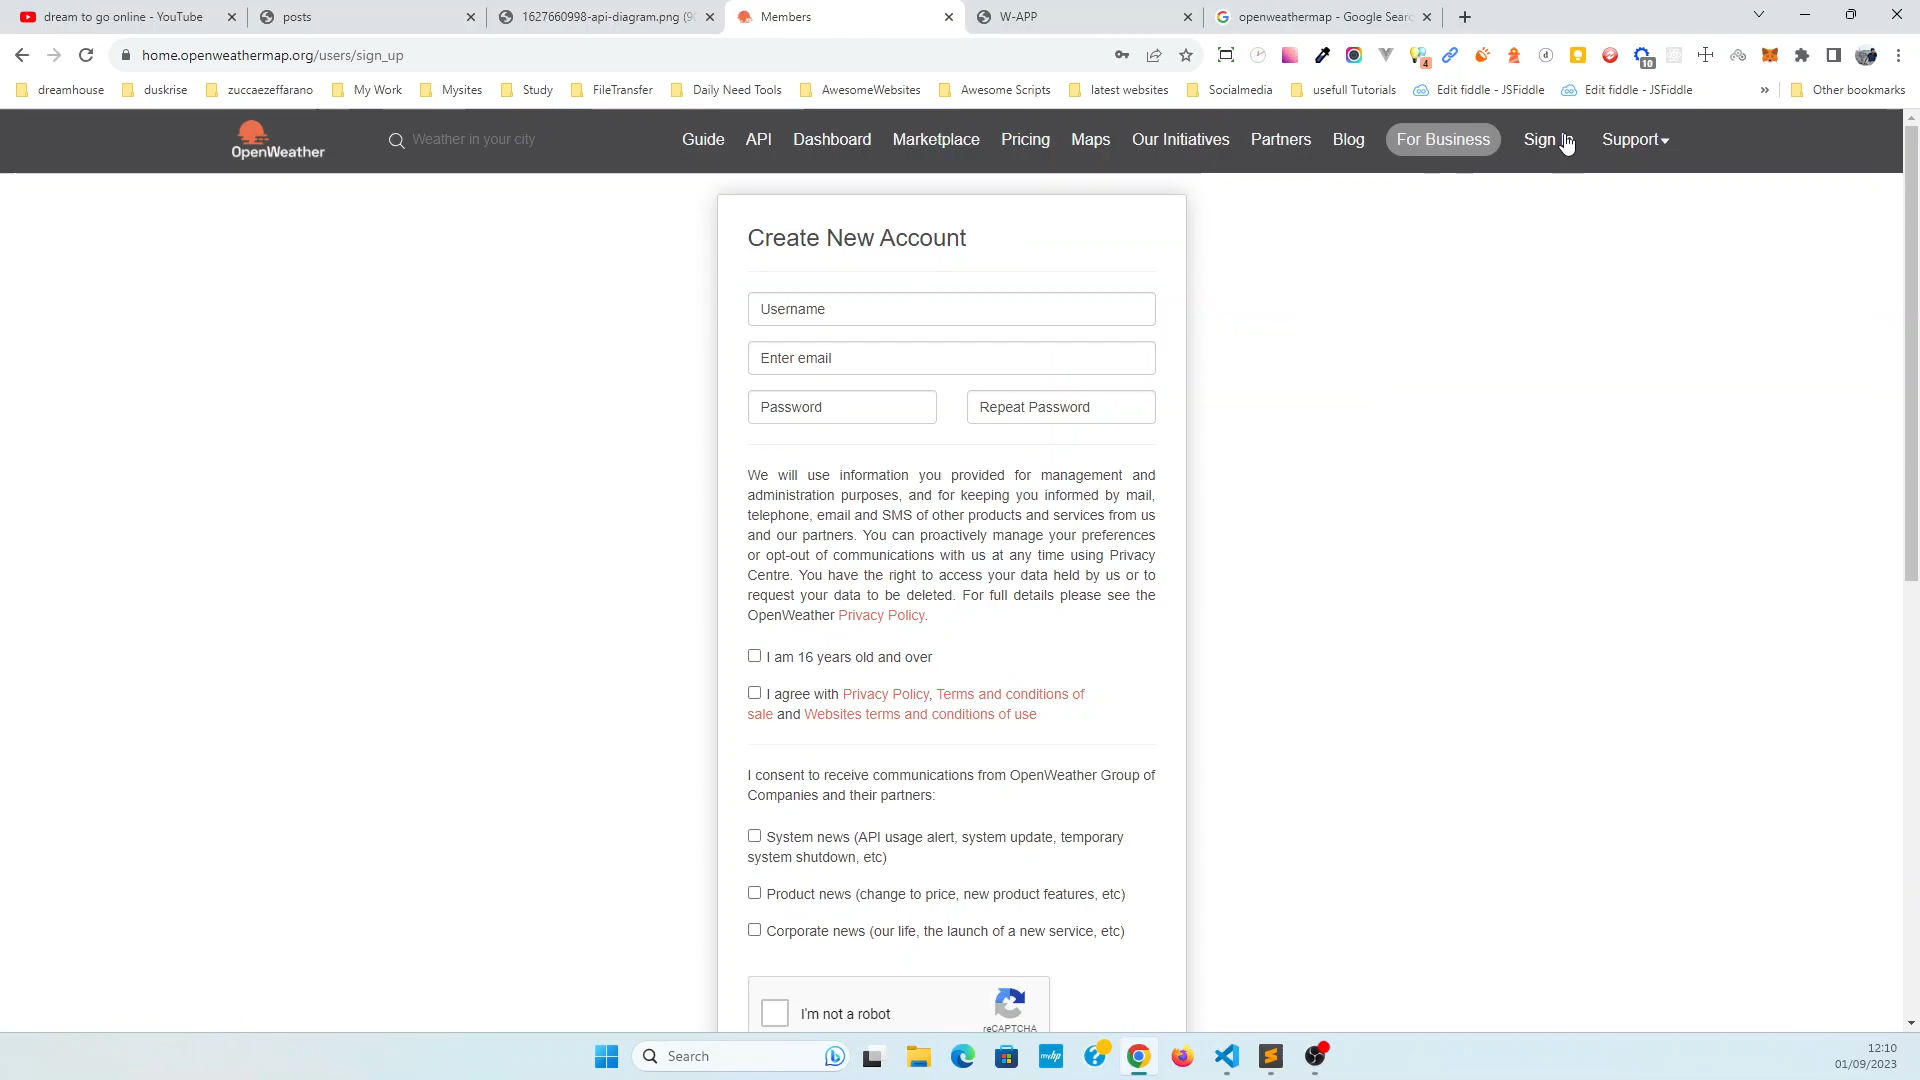 dream to go online - YouTube
posts
1627660998-api-diagram.png (9
Members
W-APP
openweathermap - Google Searc
home.openweathermap.org/users/sign_up
4
10
dreamhouse
duskrise
zuccaezeffarano
My Work
Mysites
Study
FileTransfer
Daily Need Tools
AwesomeWebsites
Awesome Scripts
latest websites
Socialmedia
usefull Tutorials
Edit fiddle - JSFiddle
Edit fiddle - JSFiddle
»
Other bookmarks
OpenWeather
Weather in your city
Guide
API
Dashboard
Marketplace
Pricing
Maps
Our Initiatives
Partners
Blog
For Business
Sign In
Support
Create New Account
Username
Enter email
Password
Repeat Password
We will use information you provided for management and
administration purposes, and for keeping you informed by mail,
telephone, email and SMS of other products and services from us
and our partners. You can proactively manage your preferences
or opt-out of communications with us at any time using Privacy
Centre. You have the right to access your data held by us or to
request your data to be deleted. For full details please see the
OpenWeather Privacy Policy.
I am 16 years old and over
I agree with Privacy Policy, Terms and conditions of
sale and Websites terms and conditions of use
I consent to receive communications from OpenWeather Group of
Companies and their partners:
System news (API usage alert, system update, temporary
system shutdown, etc)
Product news (change to price, new product features, etc)
Corporate news (our life, the launch of a new service, etc)
I'm not a robot
reCAPTCHA
Search
myhp
12:10
01/09/2023